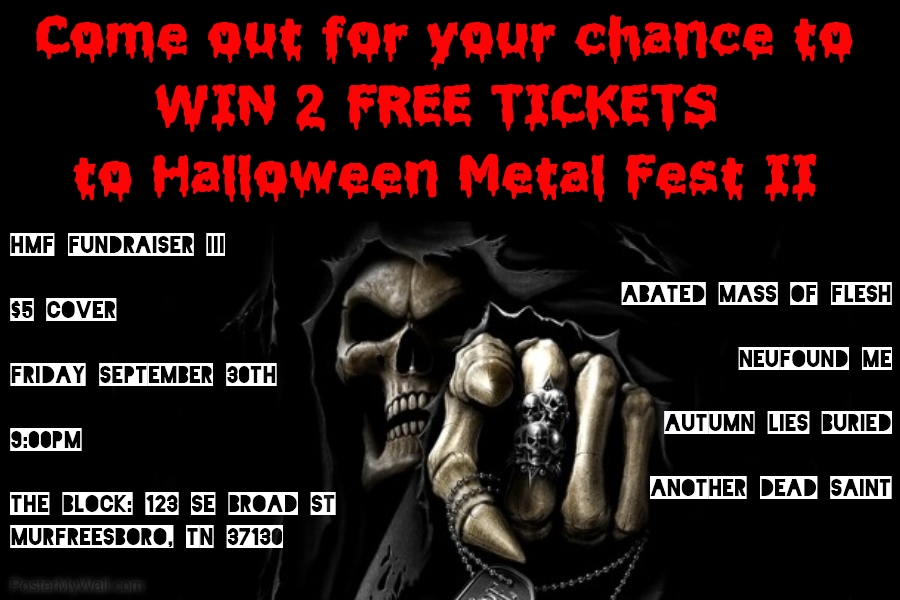 Come out for your chance to
WIN 2 FREE TICKETS
to Halloween Metal Fest II
HMF FUNDRAISER III
$5 COVER
FRIDAY SEPTEMBER 30TH
9:00PM
THE BLOCK: 123 SE BROAD ST
MURFREESBORO, TN 37130
ABATED MASS OF FLESH
NEUFOUND ME
AUTUMN LIES BURIED
ANOTHER DEAD SAINT
PosterMyWall.com